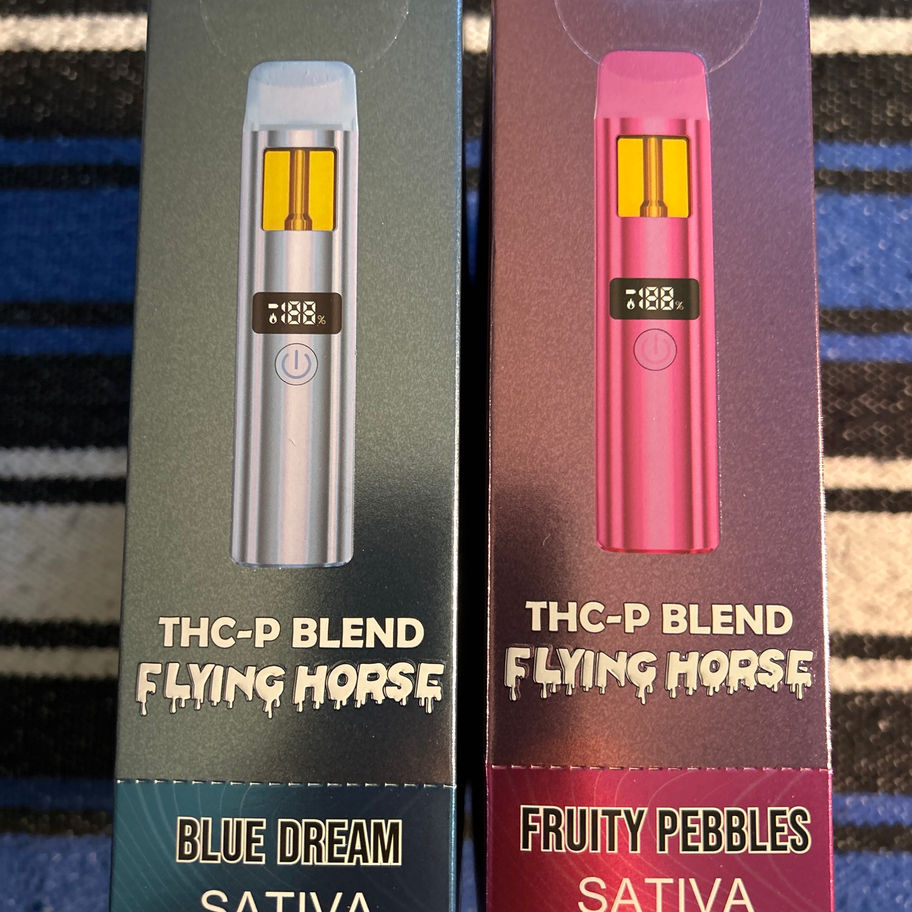 188%
THC-P BLEND
FLYING HORSE
BLUE DREAM
SATIVA
188%
THC-P BLEND
FLYING HORSE
FRUITY PEBBLES
SATIVA